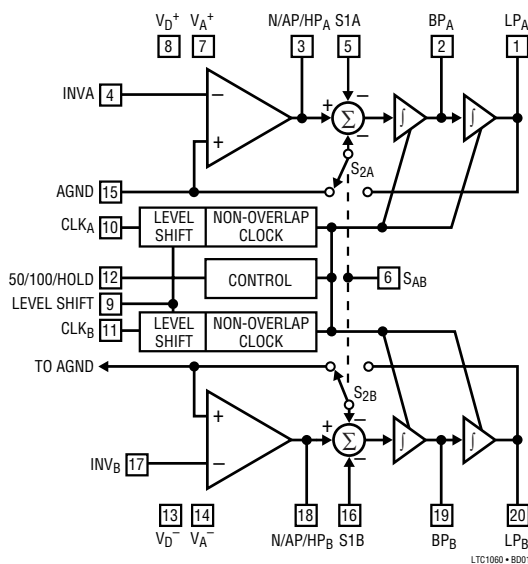 V_D+ V_A+ N/AP/HP_A S1A BP_A LP_A
8 7 3 5 2 1
INVA 4 − + − ∫ ∫
+ Σ −
S_2A
AGND 15
CLK_A 10 LEVEL SHIFT NON-OVERLAP CLOCK
50/100/HOLD 12 CONTROL 6 S_AB
LEVEL SHIFT 9
CLK_B 11 LEVEL SHIFT NON-OVERLAP CLOCK
TO AGND
S_2B
+ + − ∫ ∫
INV_B 17 − Σ −
13 14 18 16 19 20
V_D− V_A− N/AP/HP_B S1B BP_B LP_B
LTC1060 • BD01